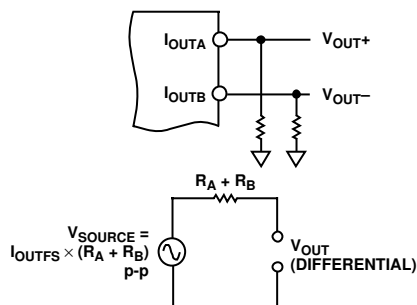 IOUTA
VOUT+
IOUTB
VOUT–
RA + RB
VSOURCE =
IOUTFS × (RA + RB)
p-p
VOUT
(DIFFERENTIAL)